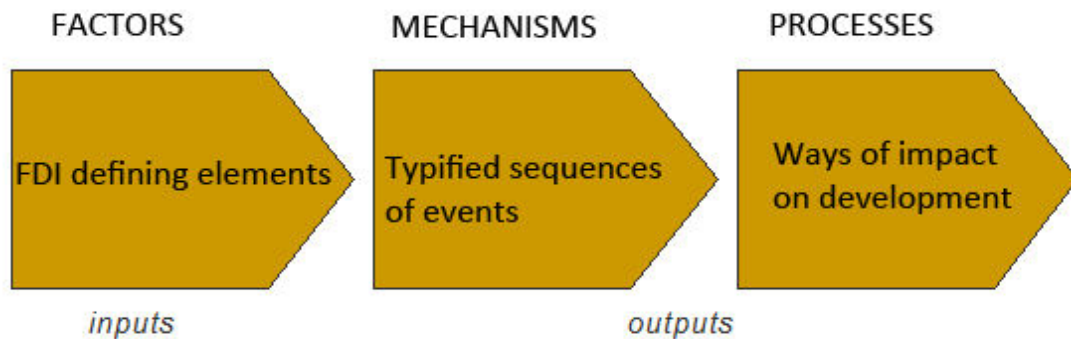 FACTORS
MECHANISMS
PROCESSES
FDI defining elements
Typified sequences
of events
Ways of impact
on development
inputs
outputs